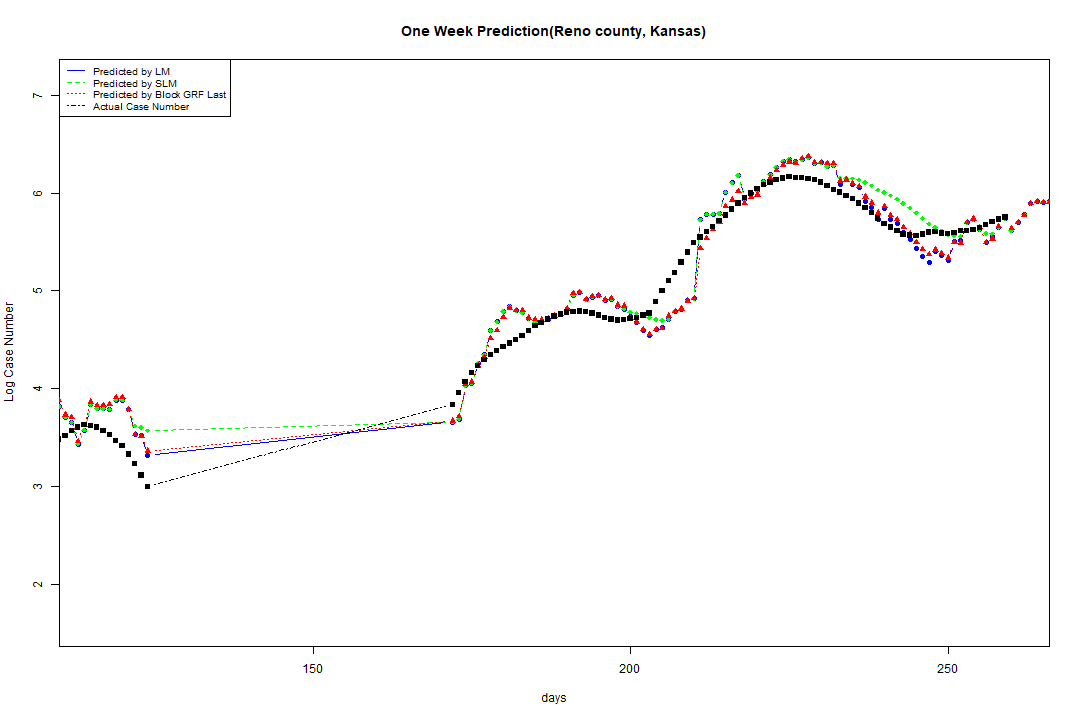 One Week Prediction(Reno county, Kansas)
Predicted by LM
Predicted by SLM
Predicted by Block GRF Last
Actual Case Number
7
6
5
4
3
2
Log Case Number
150
200
250
days